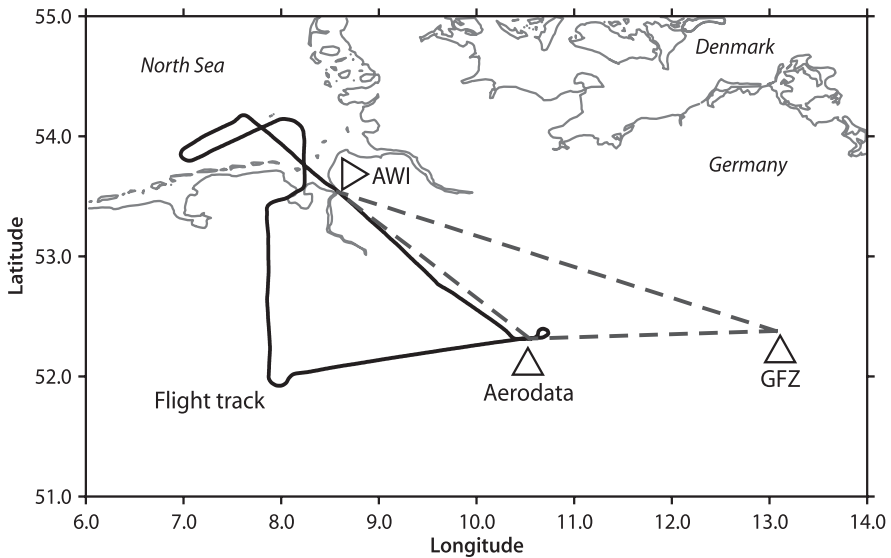 55.0
54.0
53.0
52.0
51.0
Latitude
North Sea
Denmark
Germany
AWI
Flight track
Aerodata
GFZ
6.0 7.0 8.0 9.0 10.0 11.0 12.0 13.0 14.0
Longitude